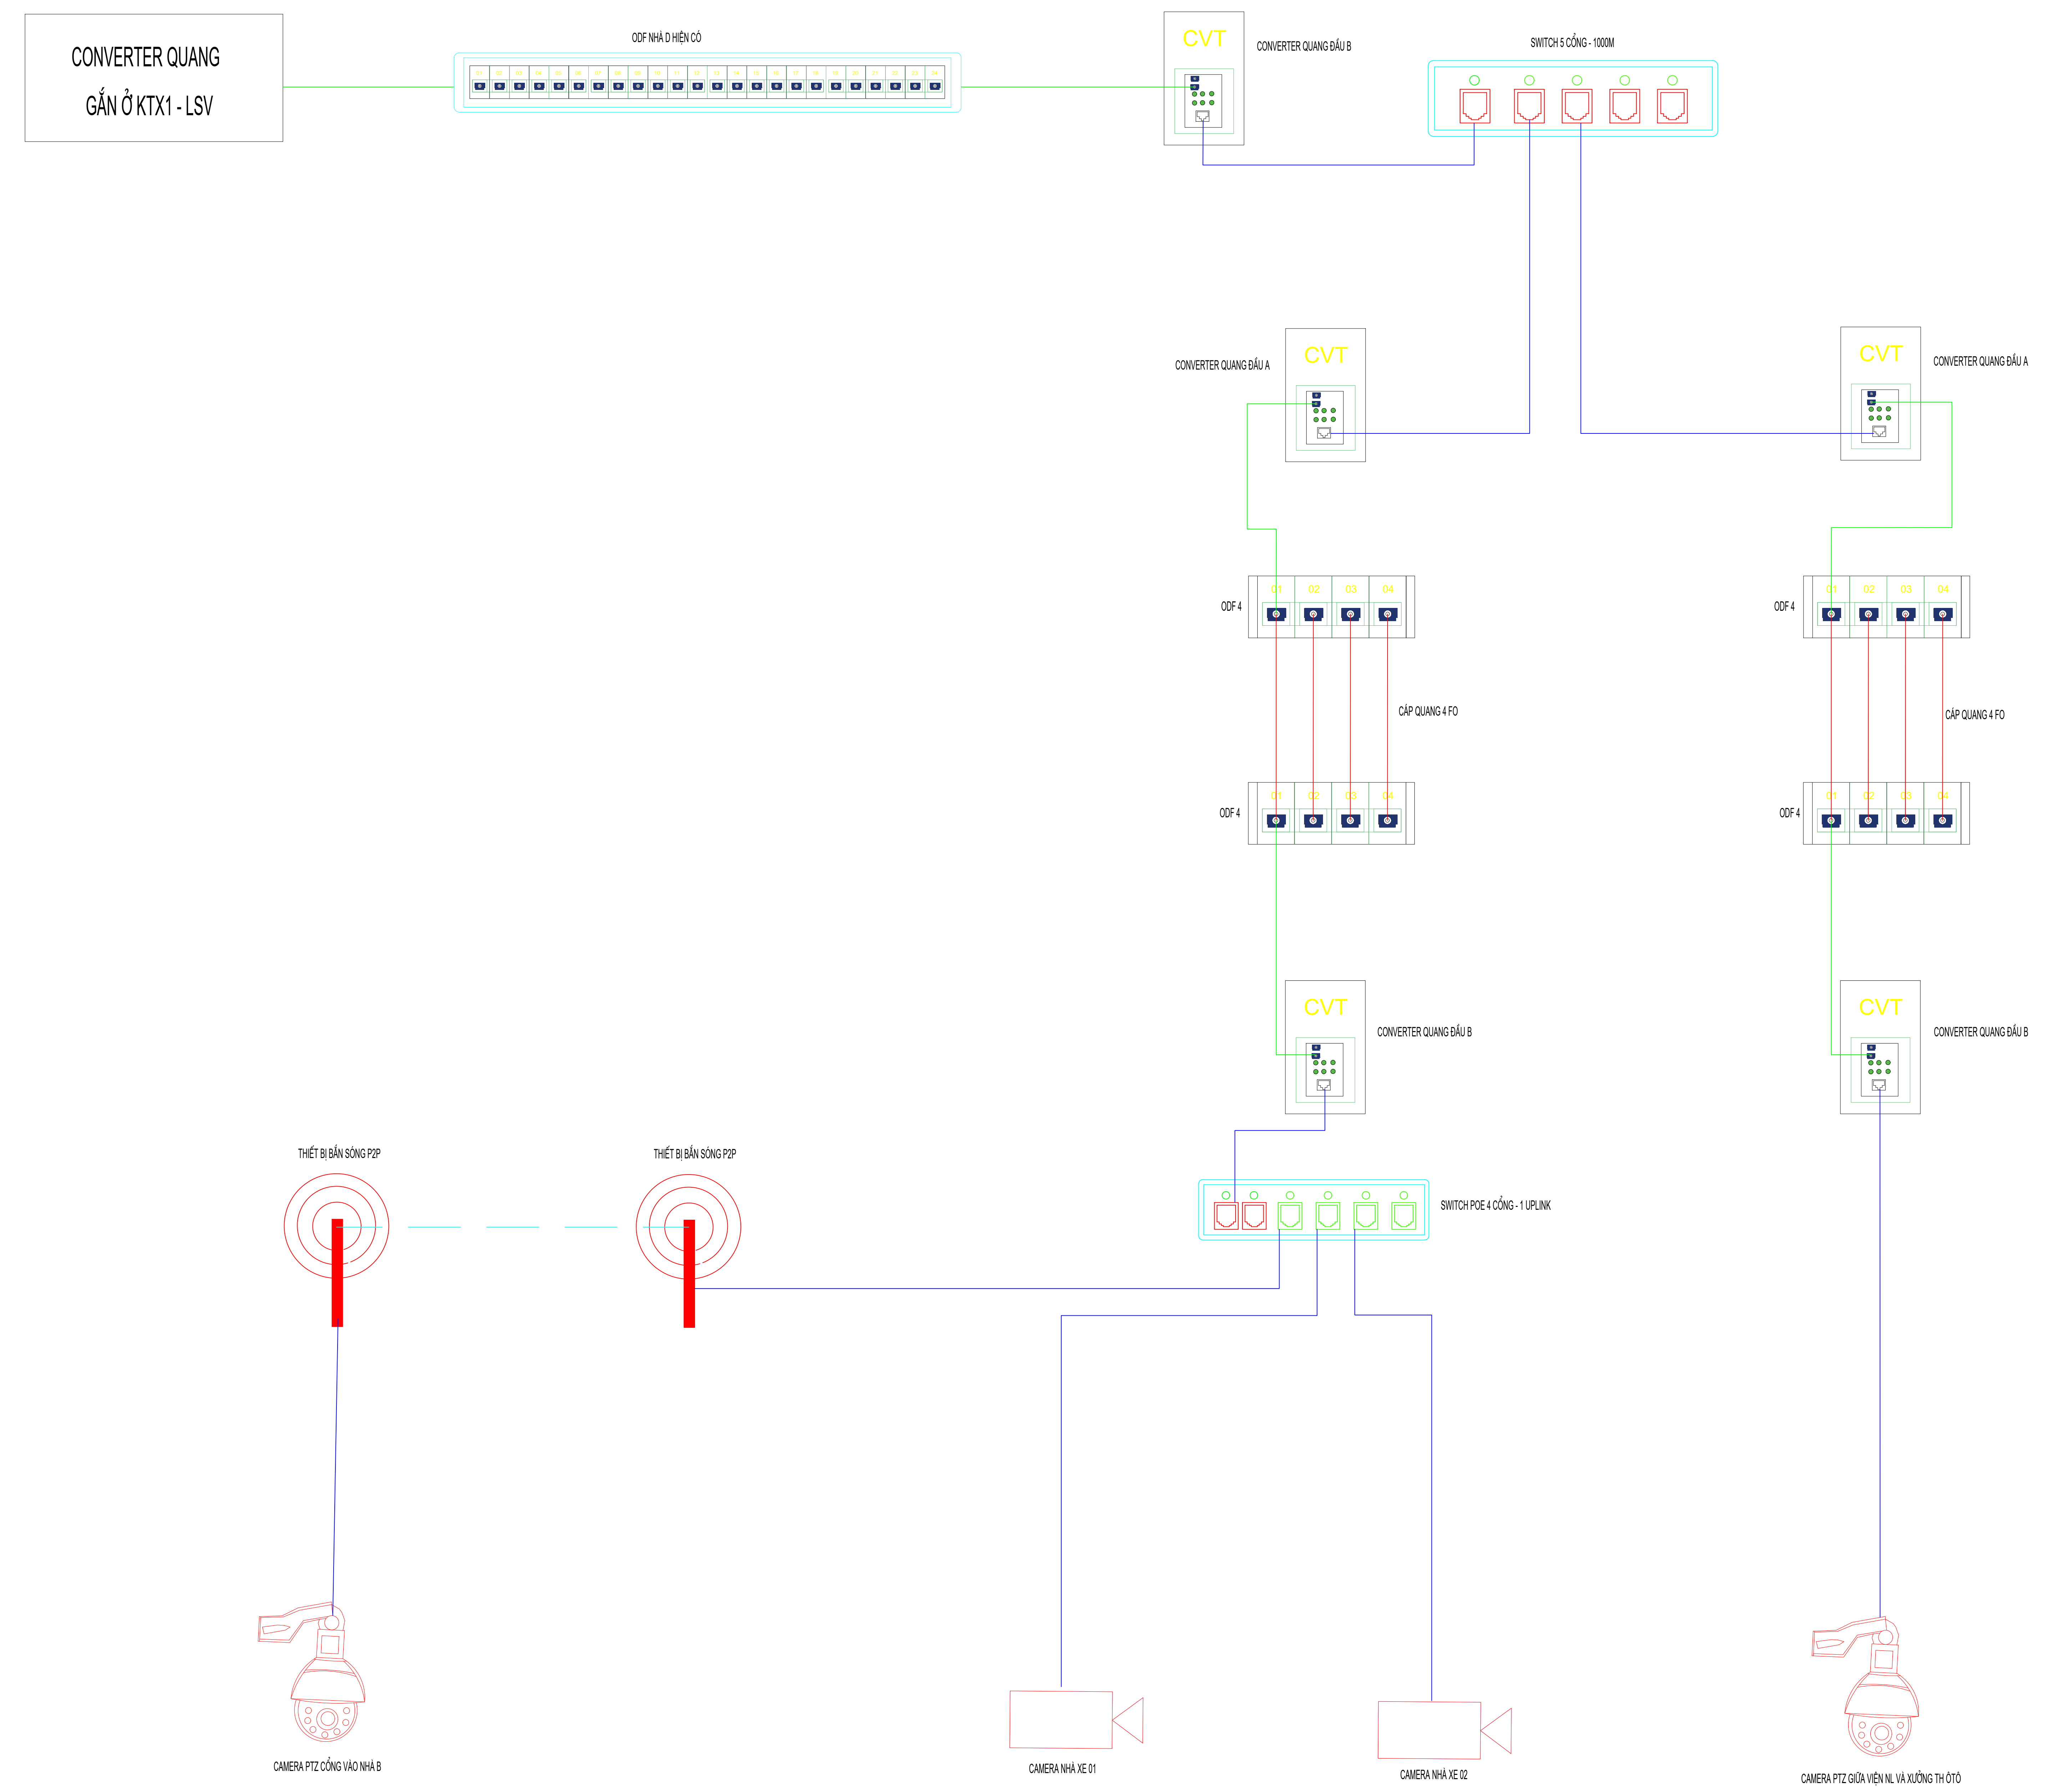 CONVERTER QUANG
GẮN Ở KTX1 - LSV
ODF NHÀ D HIỆN CÓ
CVT
CONVERTER QUANG ĐẦU B
SWITCH 5 CỔNG - 1000M
CONVERTER QUANG ĐẦU A
CVT
CVT
CONVERTER QUANG ĐẦU A
ODF 4
01 02 03 04
ODF 4
01 02 03 04
CÁP QUANG 4 FO
CÁP QUANG 4 FO
ODF 4
01 02 03 04
ODF 4
01 02 03 04
CVT
CONVERTER QUANG ĐẦU B
CVT
CONVERTER QUANG ĐẦU B
THIẾT BỊ BẮN SÓNG P2P
THIẾT BỊ BẮN SÓNG P2P
SWITCH POE 4 CỔNG - 1 UPLINK
CAMERA PTZ CỔNG VÀO NHÀ B
CAMERA NHÀ XE 01
CAMERA NHÀ XE 02
CAMERA PTZ GIỮA VIỆN NL VÀ XƯỞNG TH ÔTÔ